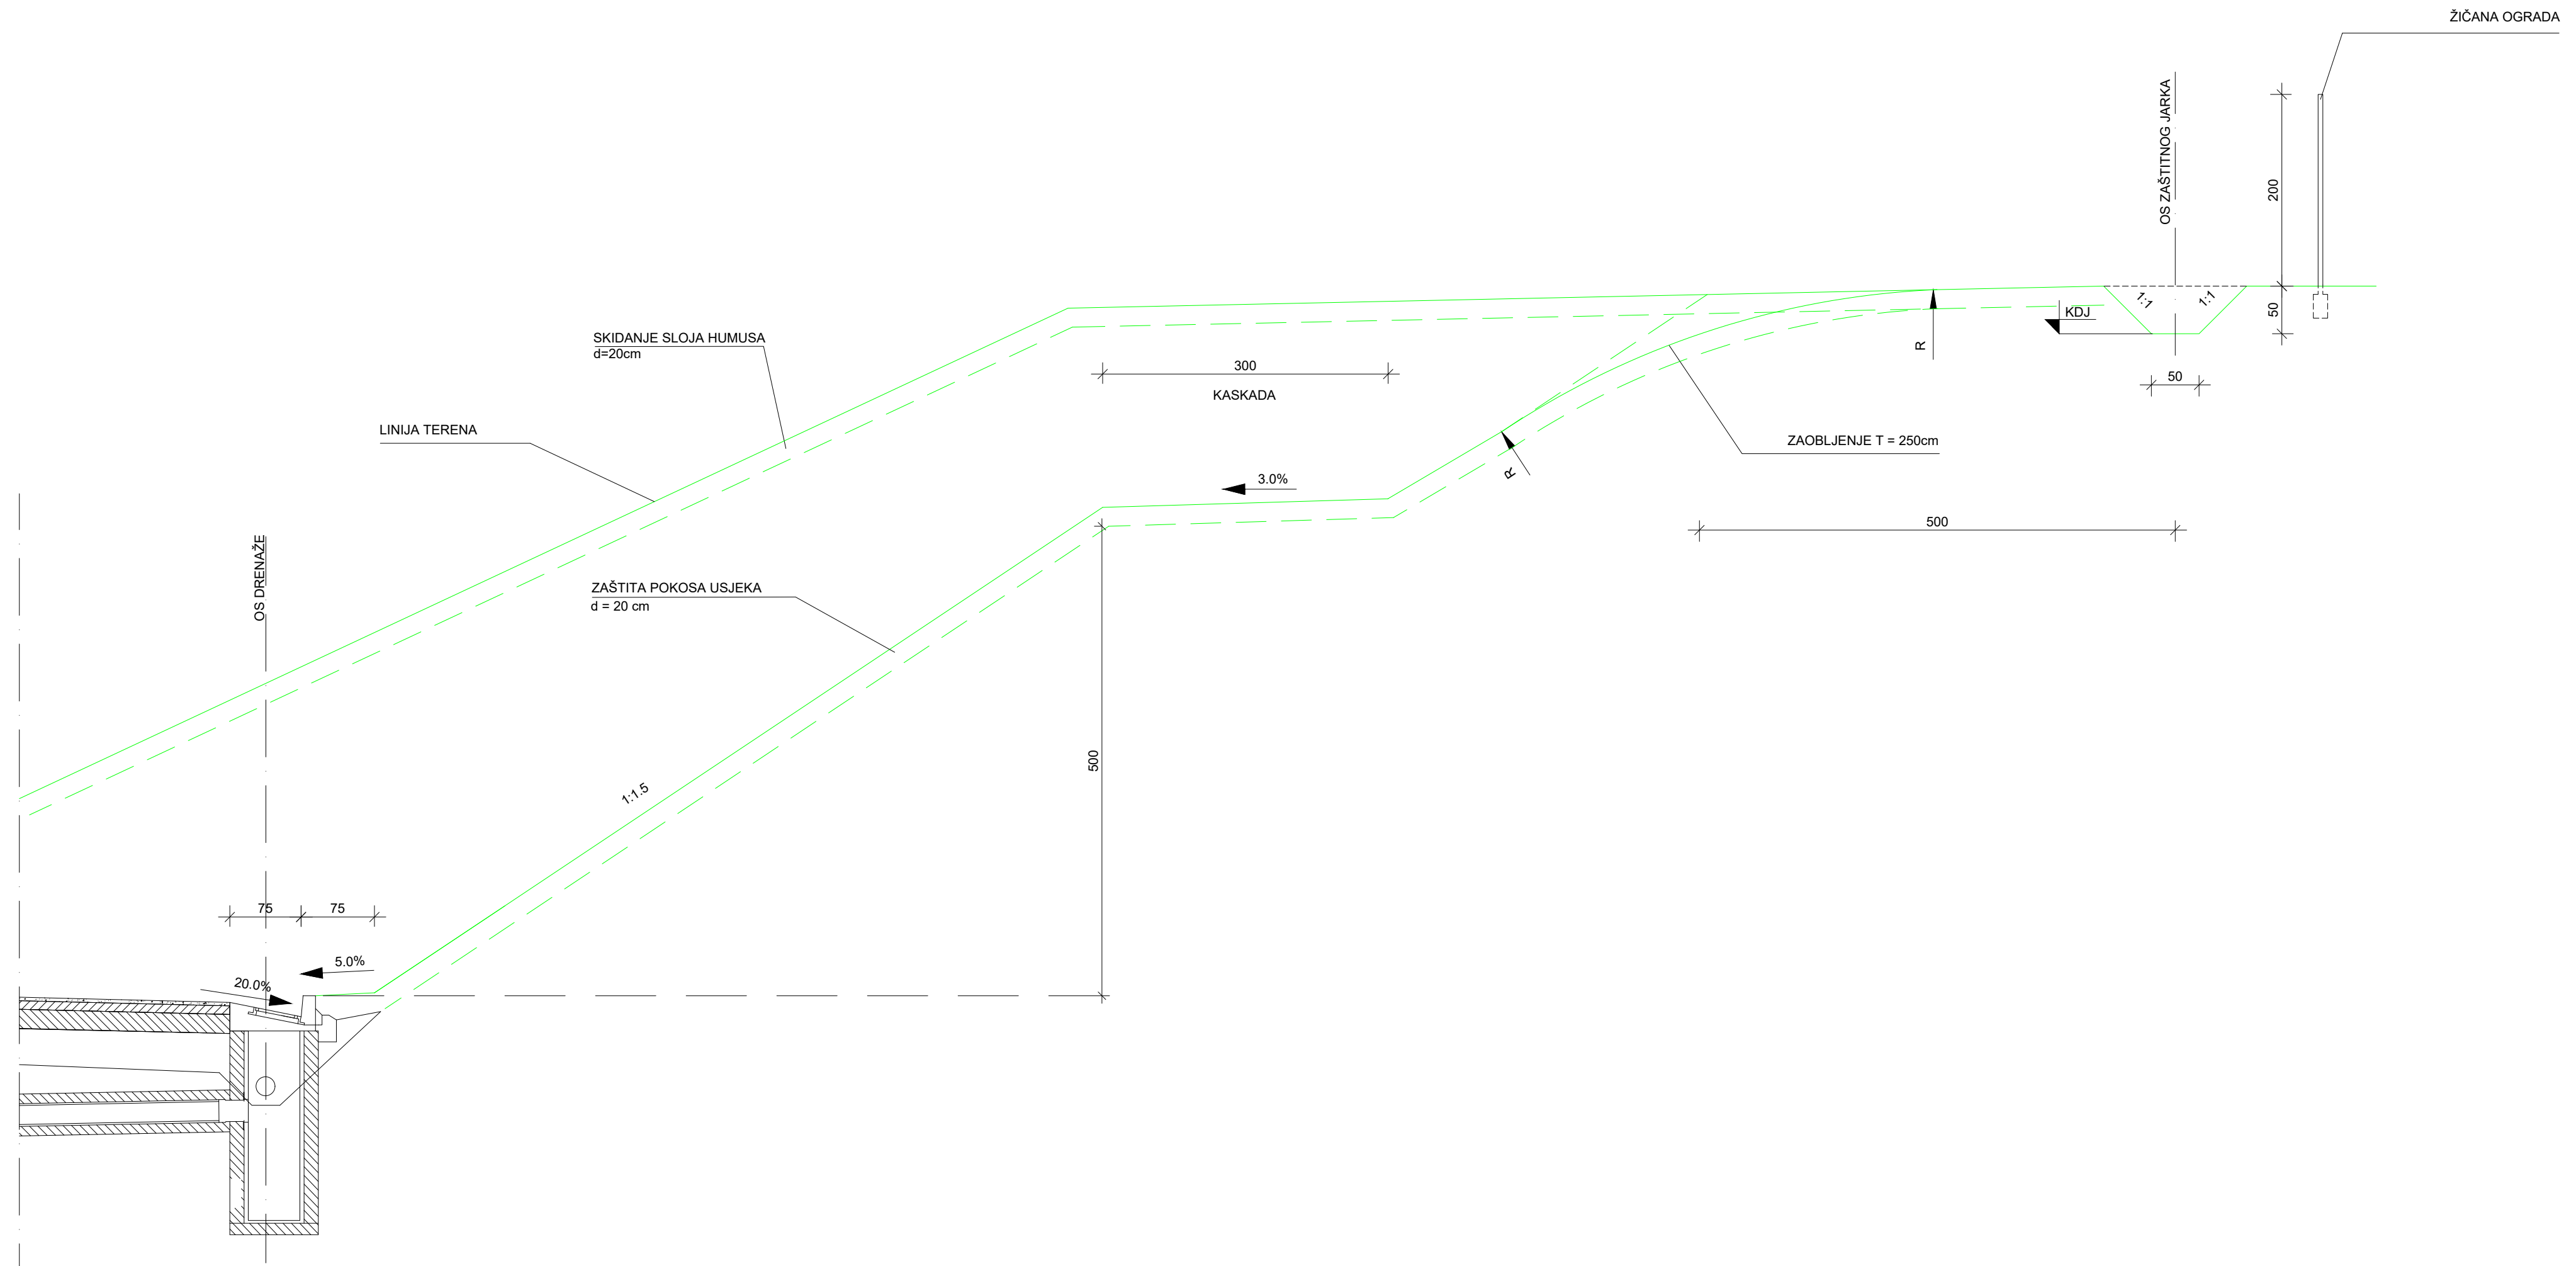 ŽIČANA OGRADA
OS ZAŠTITNOG JARKA
200
50
1:1
1:1
KDJ
50
R
SKIDANJE SLOJA HUMUSA
d=20cm
300
KASKADA
LINIJA TERENA
ZAOBLJENJE T = 250cm
R
3.0%
500
OS DRENAŽE
ZAŠTITA POKOSA USJEKA
d = 20 cm
500
1:1.5
75
75
5.0%
20.0%